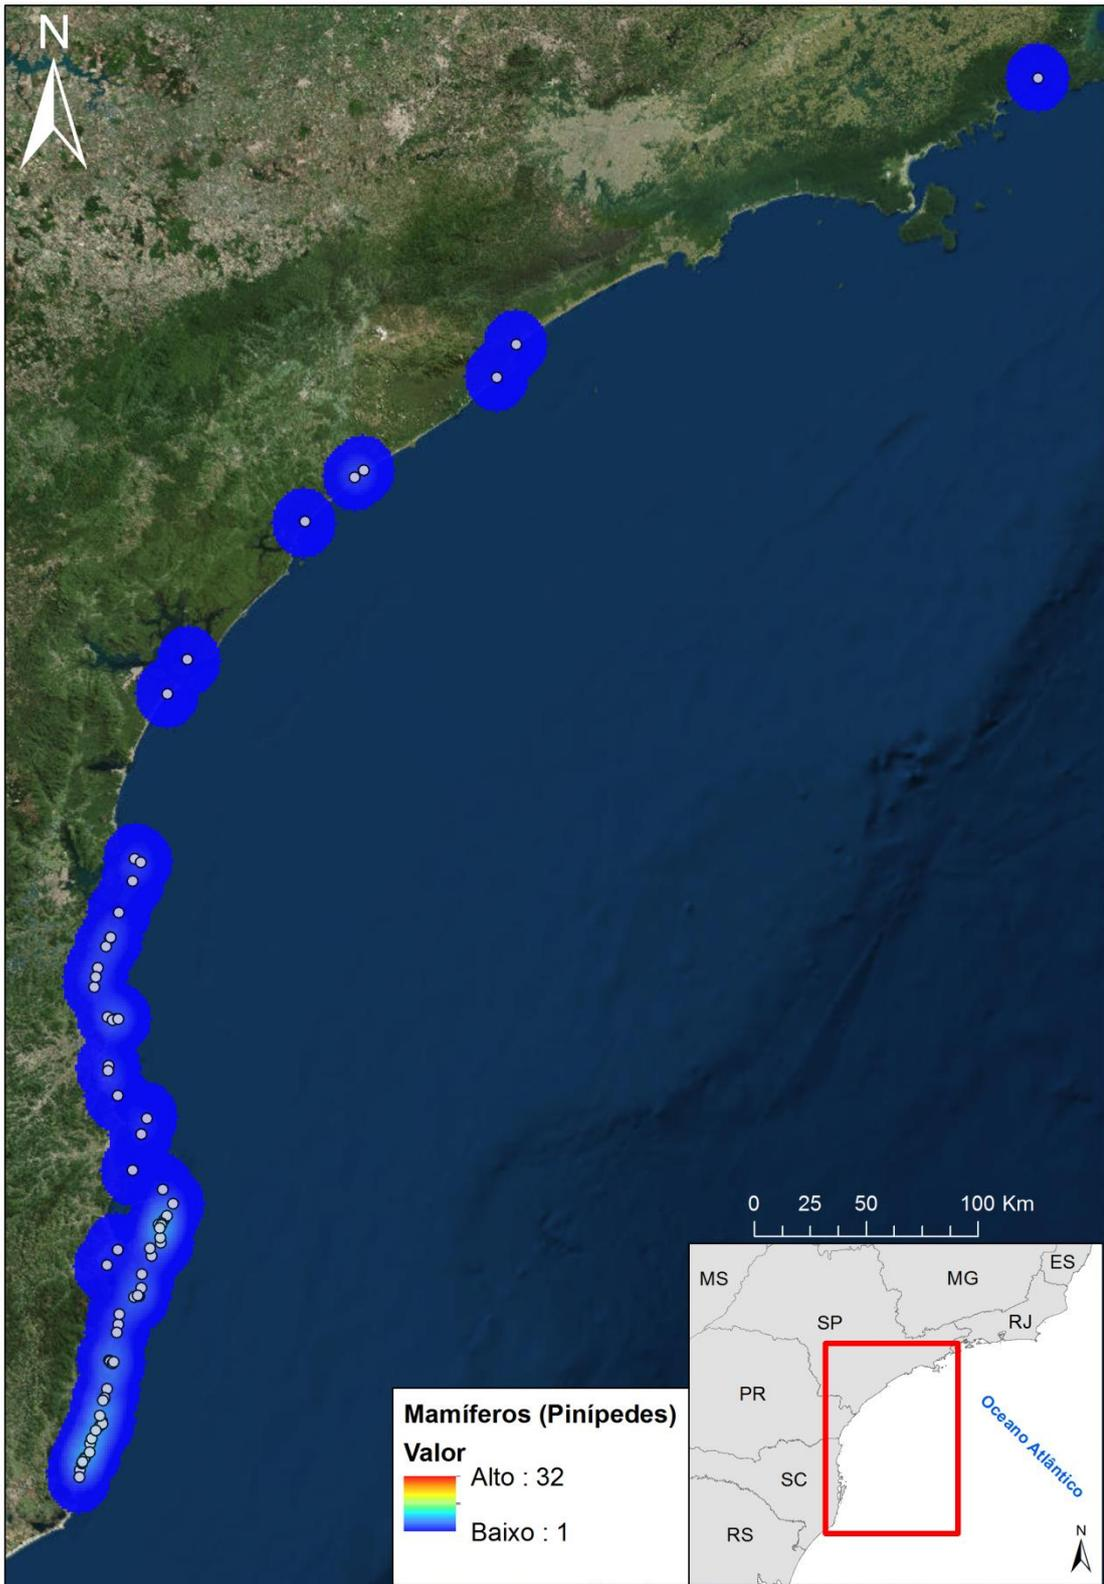 N
0 25 50 100 Km
MS
MG
ES
SP
RJ
PR
Oceano Atlântico
SC
RS
N
Mamíferos (Pinípedes)
Valor
Alto : 32
Baixo : 1